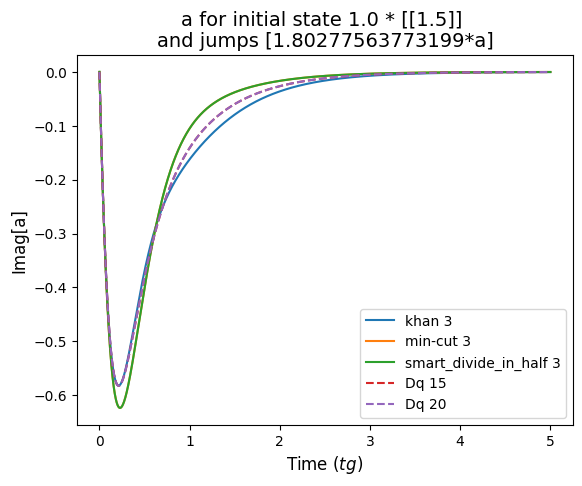 a for initial state 1.0 * [[1.5]]
and jumps [1.80277563773199*a]
0.0
−0.1
−0.2
−0.3
−0.4
−0.5
−0.6
Imag[a]
khan 3
min-cut 3
smart_divide_in_half 3
Dq 15
Dq 20
0 1 2 3 4 5
Time (tg)